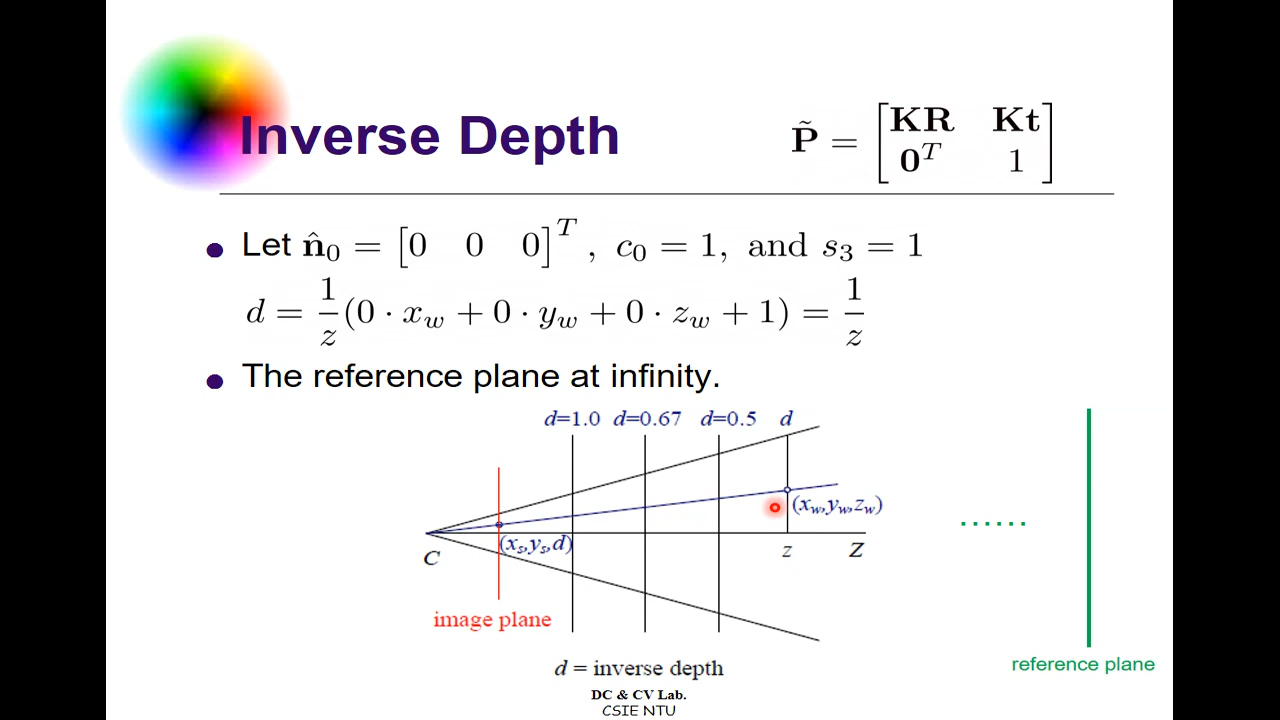 Inverse Depth
P̃ = [KR Kt
0ᵀ 1]
Let n̂₀ = [0 0 0]ᵀ, c₀ = 1, and s₃ = 1
d = 1/z (0 · x_w + 0 · y_w + 0 · z_w + 1) = 1/z
The reference plane at infinity.
d=1.0 d=0.67 d=0.5 d
(x_w,y_w,z_w)
......
(x_s,y_s,d)
C z Z
image plane
reference plane
d = inverse depth
DC & CV Lab.
CSIE NTU